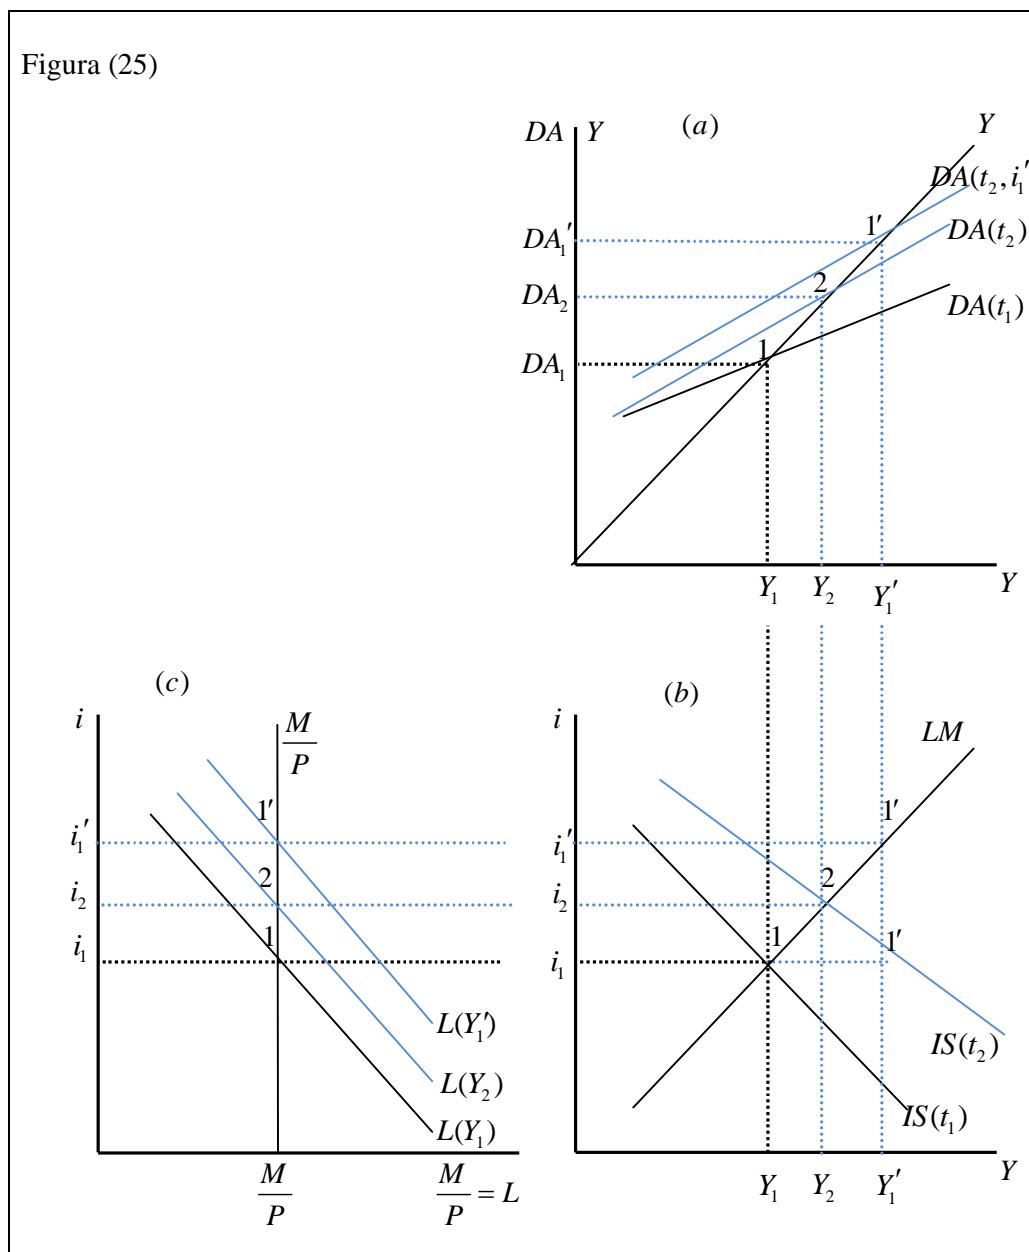 Figura (25)
DA Y (a) Y
DA(t₂, i₁′
DA₁′ 1′ DA(t₂)
DA₂ 2 DA(t₁)
DA₁ 1
Y₁ Y₂ Y₁′ Y
(c) (b)
i M/P i LM
i₁′ 1′ i₁′ 1′
i₂ 2 i₂ 2
i₁ 1 i₁ 1 1′
L(Y₁′) IS(t₂)
L(Y₂)
L(Y₁) IS(t₁)
M/P M/P = L Y₁ Y₂ Y₁′ Y